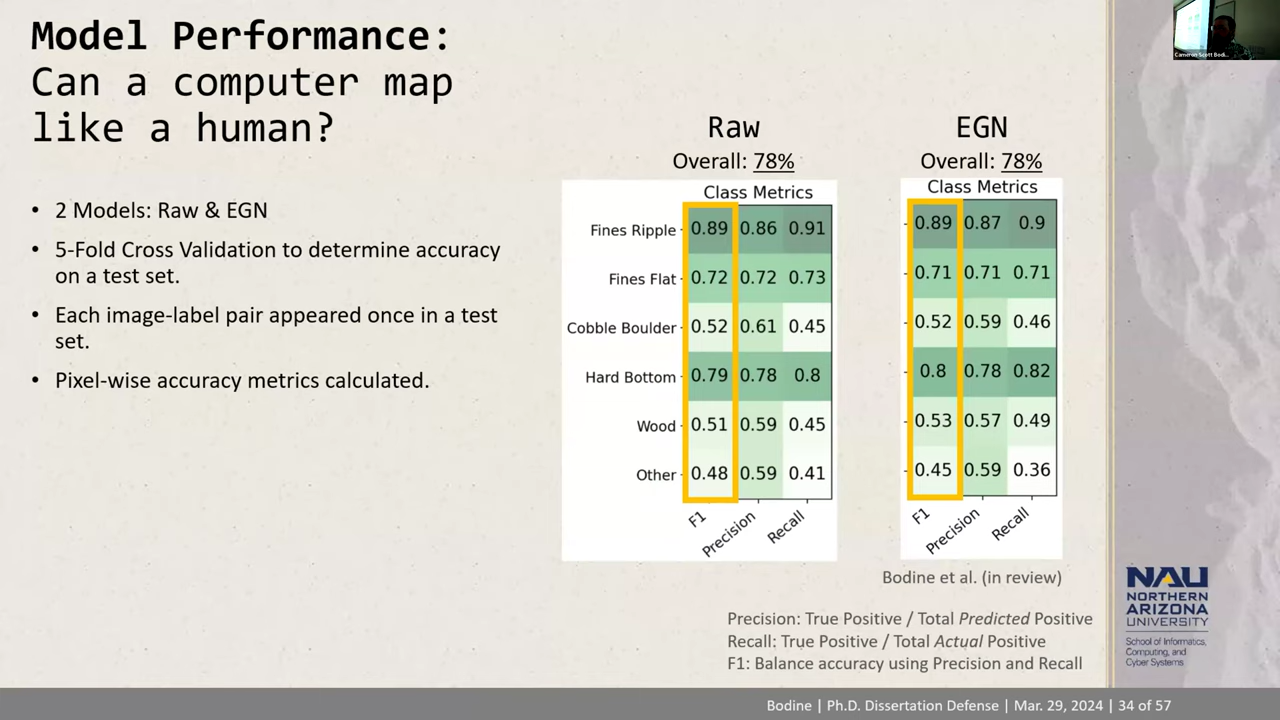 Model Performance:
Can a computer map
like a human?
• 2 Models: Raw & EGN
• 5-Fold Cross Validation to determine accuracy
on a test set.
• Each image-label pair appeared once in a test
set.
• Pixel-wise accuracy metrics calculated.
Raw
Overall: 78%
Class Metrics
Fines Ripple 0.89 0.86 0.91
Fines Flat 0.72 0.72 0.73
Cobble Boulder 0.52 0.61 0.45
Hard Bottom 0.79 0.78 0.8
Wood 0.51 0.59 0.45
Other 0.48 0.59 0.41
F1 Precision Recall
EGN
Overall: 78%
Class Metrics
0.89 0.87 0.9
0.71 0.71 0.71
0.52 0.59 0.46
0.8 0.78 0.82
0.53 0.57 0.49
0.45 0.59 0.36
F1 Precision Recall
Bodine et al. (in review)
Precision: True Positive / Total Predicted Positive
Recall: True Positive / Total Actual Positive
F1: Balance accuracy using Precision and Recall
Cameron Scott Bodi...
NAU
NORTHERN
ARIZONA
UNIVERSITY
School of Informatics,
Computing, and
Cyber Systems
Bodine | Ph.D. Dissertation Defense | Mar. 29, 2024 | 34 of 57